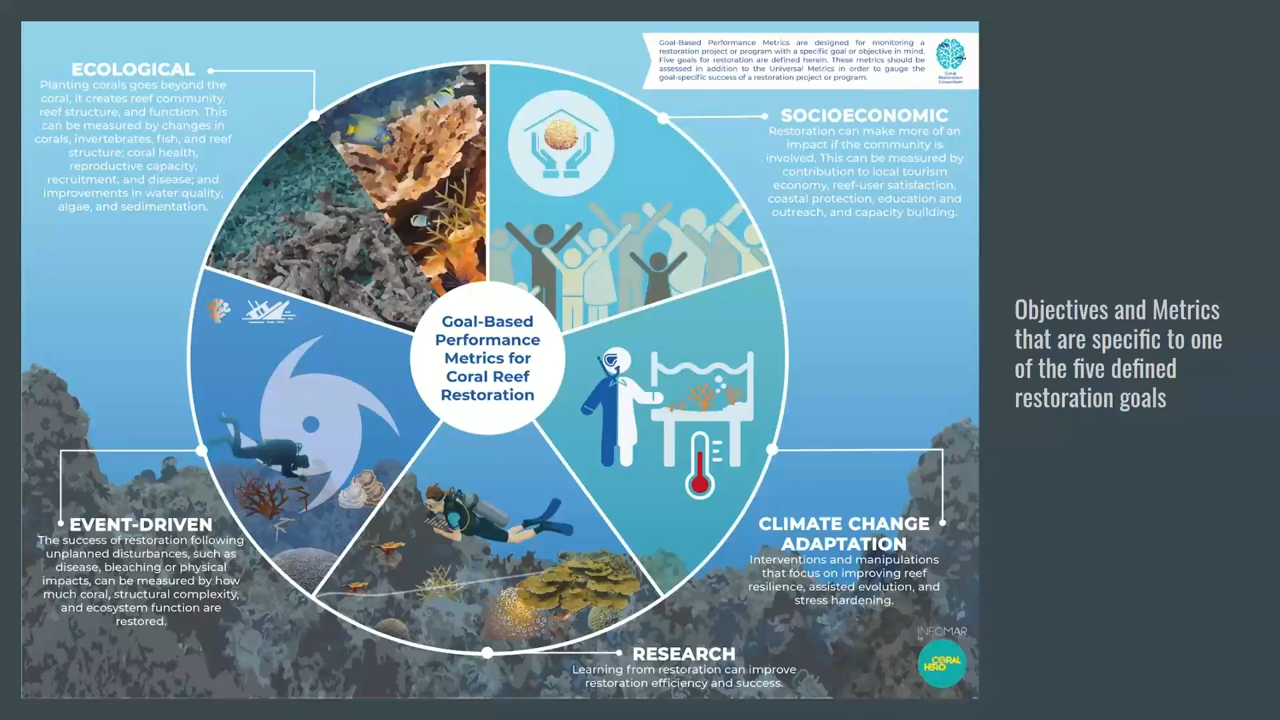 Goal-Based Performance Metrics are designed for monitoring a
restoration project or program with a specific goal or objective in mind.
Five goals for restoration are defined herein. These metrics should be
assessed in addition to the Universal Metrics in order to gauge the
goal-specific success of a restoration project or program.
Coral
Restoration
Consortium
ECOLOGICAL
Planting corals goes beyond the
coral, it creates reef community,
reef structure, and function. This
can be measured by changes in
corals, invertebrates, fish, and reef
structure; coral health,
reproductive capacity,
recruitment, and disease; and
improvements in water quality,
algae, and sedimentation.
SOCIOECONOMIC
Restoration can make more of an
impact if the community is
involved. This can be measured by
contribution to local tourism
economy, reef-user satisfaction,
coastal protection, education and
outreach, and capacity building.
Goal-Based
Performance
Metrics for
Coral Reef
Restoration
EVENT-DRIVEN
The success of restoration following
unplanned disturbances, such as
disease, bleaching or physical
impacts, can be measured by how
much coral, structural complexity,
and ecosystem function are
restored.
CLIMATE CHANGE
ADAPTATION
Interventions and manipulations
that focus on improving reef
resilience, assisted evolution, and
stress hardening.
RESEARCH
Learning from restoration can improve
restoration efficiency and success.
INFOMAR
by
CORAL
HERO
Objectives and Metrics
that are specific to one
of the five defined
restoration goals